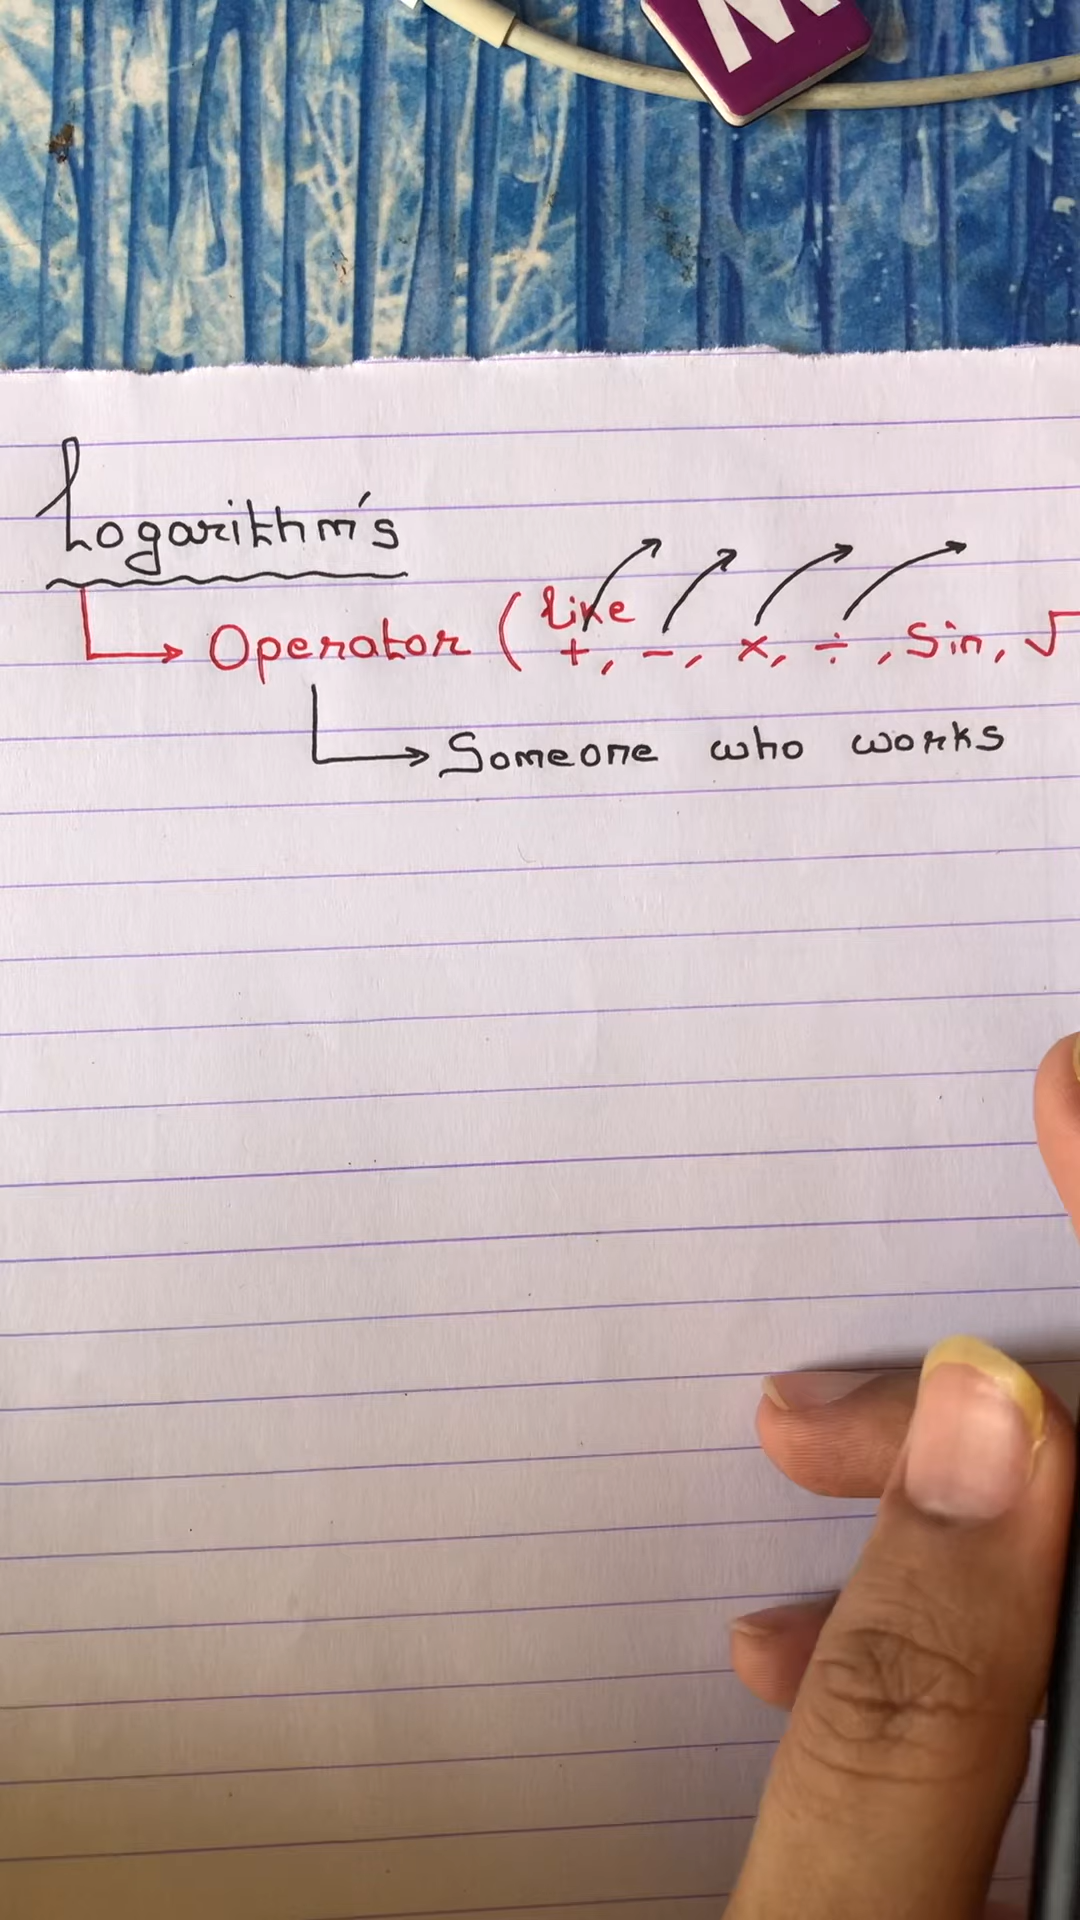 M
Logarithm's
Operator ( like
+, -, ×, ÷, Sin, √
Someone who works